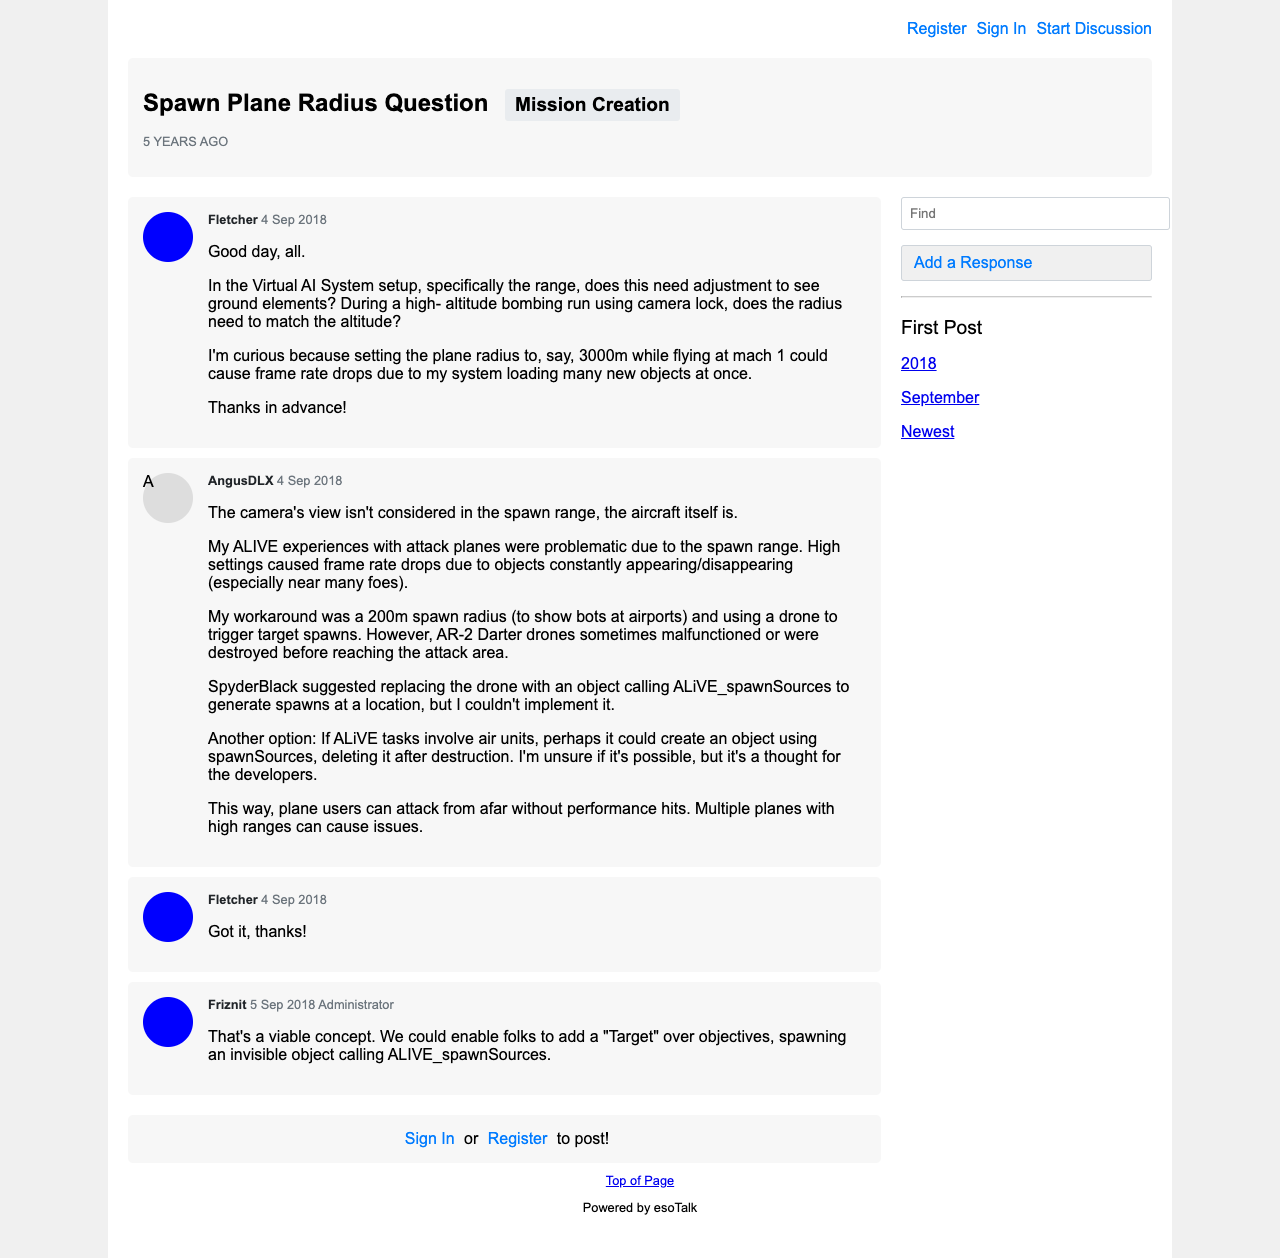 Register Sign In Start Discussion
Spawn Plane Radius Question Mission Creation
5 YEARS AGO
Fletcher 4 Sep 2018
Good day, all.
In the Virtual AI System setup, specifically the range, does this need adjustment to see
ground elements? During a high- altitude bombing run using camera lock, does the radius
need to match the altitude?
I'm curious because setting the plane radius to, say, 3000m while flying at mach 1 could
cause frame rate drops due to my system loading many new objects at once.
Thanks in advance!
A
AngusDLX 4 Sep 2018
The camera's view isn't considered in the spawn range, the aircraft itself is.
My ALIVE experiences with attack planes were problematic due to the spawn range. High
settings caused frame rate drops due to objects constantly appearing/disappearing
(especially near many foes).
My workaround was a 200m spawn radius (to show bots at airports) and using a drone to
trigger target spawns. However, AR-2 Darter drones sometimes malfunctioned or were
destroyed before reaching the attack area.
SpyderBlack suggested replacing the drone with an object calling ALiVE_spawnSources to
generate spawns at a location, but I couldn't implement it.
Another option: If ALiVE tasks involve air units, perhaps it could create an object using
spawnSources, deleting it after destruction. I'm unsure if it's possible, but it's a thought for
the developers.
This way, plane users can attack from afar without performance hits. Multiple planes with
high ranges can cause issues.
Fletcher 4 Sep 2018
Got it, thanks!
Friznit 5 Sep 2018 Administrator
That's a viable concept. We could enable folks to add a "Target" over objectives, spawning
an invisible object calling ALIVE_spawnSources.
Sign In or Register to post!
Find
Add a Response
First Post
2018
September
Newest
Top of Page
Powered by esoTalk